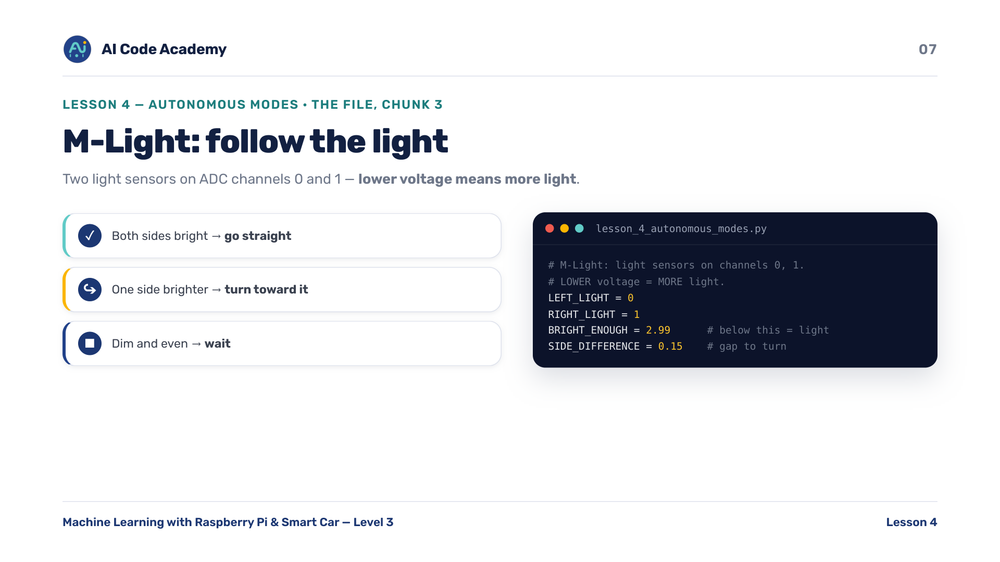 AI Code Academy
07
LESSON 4 — AUTONOMOUS MODES • THE FILE, CHUNK 3
M-Light: follow the light
Two light sensors on ADC channels 0 and 1 — lower voltage means more light.
✓ Both sides bright → go straight
↪ One side brighter → turn toward it
■ Dim and even → wait
lesson_4_autonomous_modes.py
# M-Light: light sensors on channels 0, 1.
# LOWER voltage = MORE light.
LEFT_LIGHT = 0
RIGHT_LIGHT = 1
BRIGHT_ENOUGH = 2.99      # below this = light
SIDE_DIFFERENCE = 0.15    # gap to turn
Machine Learning with Raspberry Pi & Smart Car — Level 3
Lesson 4